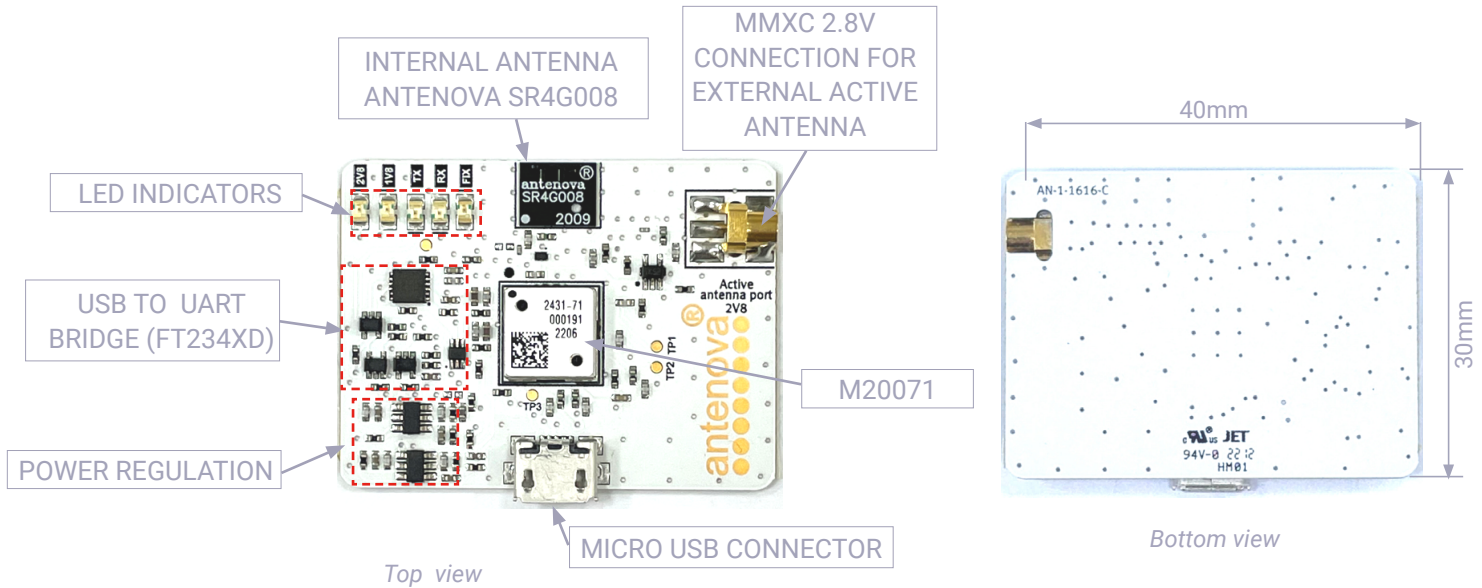 INTERNAL ANTENNA
ANTENOVA SR4G008
MMXC 2.8V
CONNECTION FOR
EXTERNAL ACTIVE
ANTENNA
LED INDICATORS
USB TO UART
BRIDGE (FT234XD)
POWER REGULATION
M20071
MICRO USB CONNECTOR
Top view
2V8
1V8
TX
RX
FIX
antenova®
SR4G008
2009
Active
antenna port
2V8
2431-71
000191
2206
TP1
TP2
TP3
antenova®
40mm
30mm
AN-1-1616-C
c RU® US JET
94V-0 2212
HM01
Bottom view